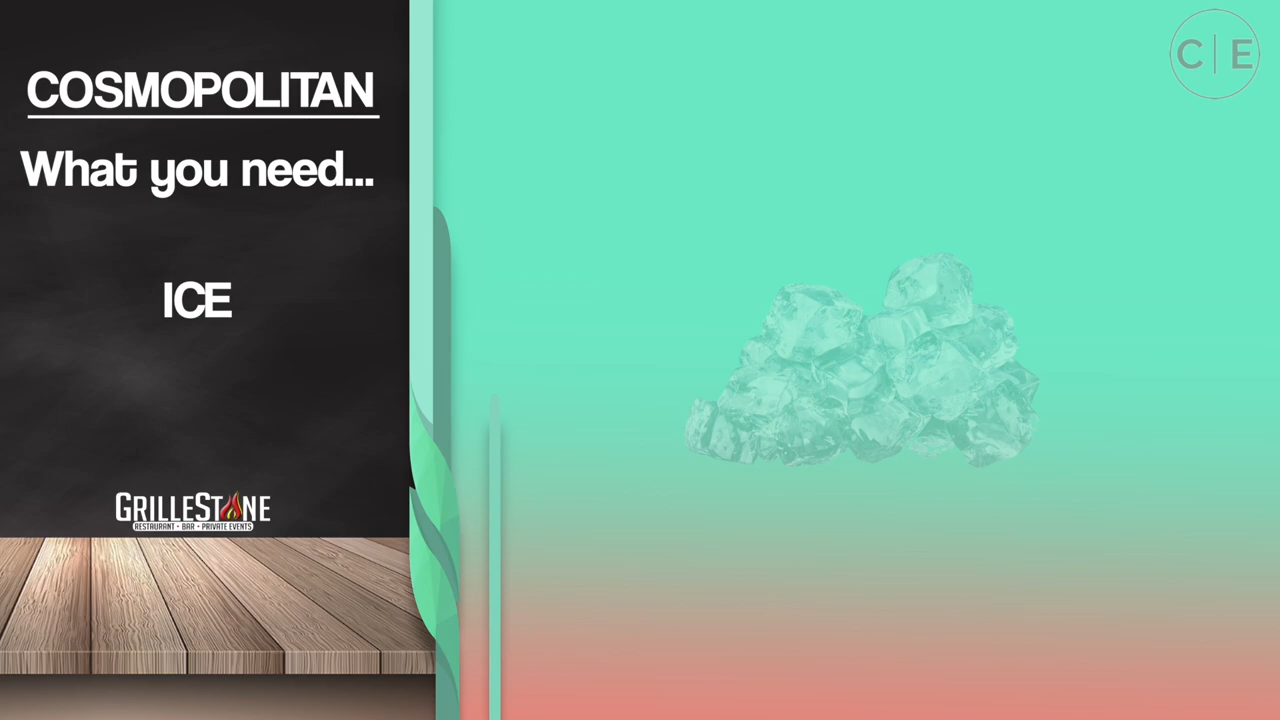 COSMOPOLITAN
What you need...
ICE
GRILLESTONE
RESTAURANT • BAR • PRIVATE EVENTS
C | E